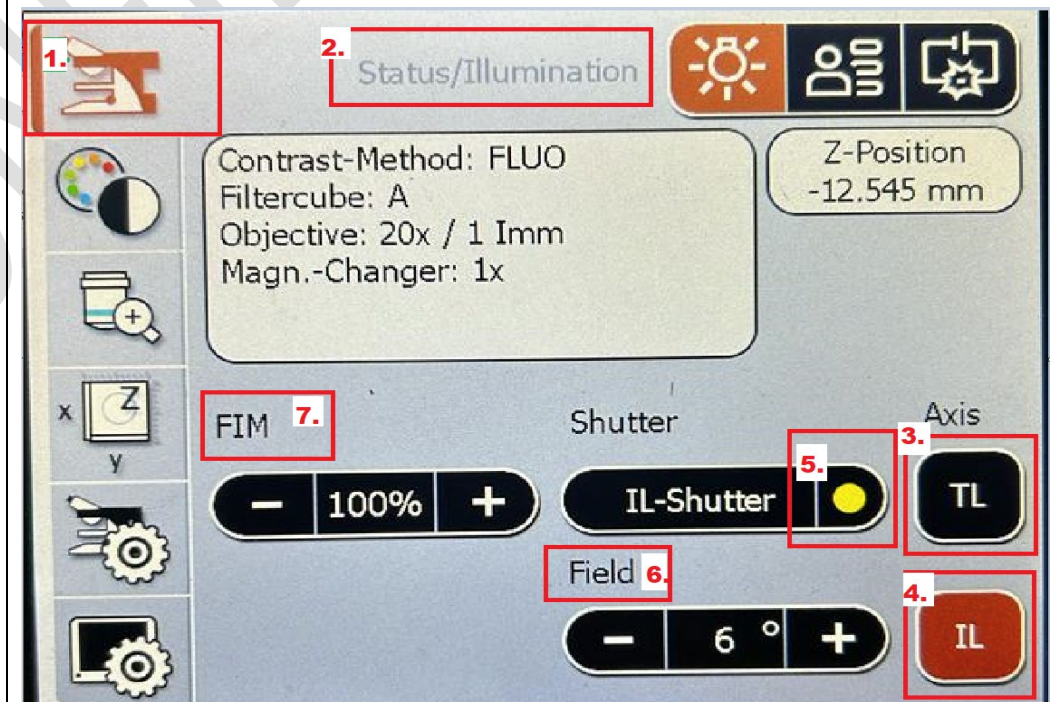 1.
2.
Status/Illumination
Contrast-Method: FLUO
Filtercube: A
Objective: 20x / 1 Imm
Magn.-Changer: 1x
Z-Position
-12.545 mm
x
Z
y
FIM
7.
Shutter
Axis
3.
- 100% +
IL-Shutter
5.
TL
Field
6.
4.
- 6 ° +
IL